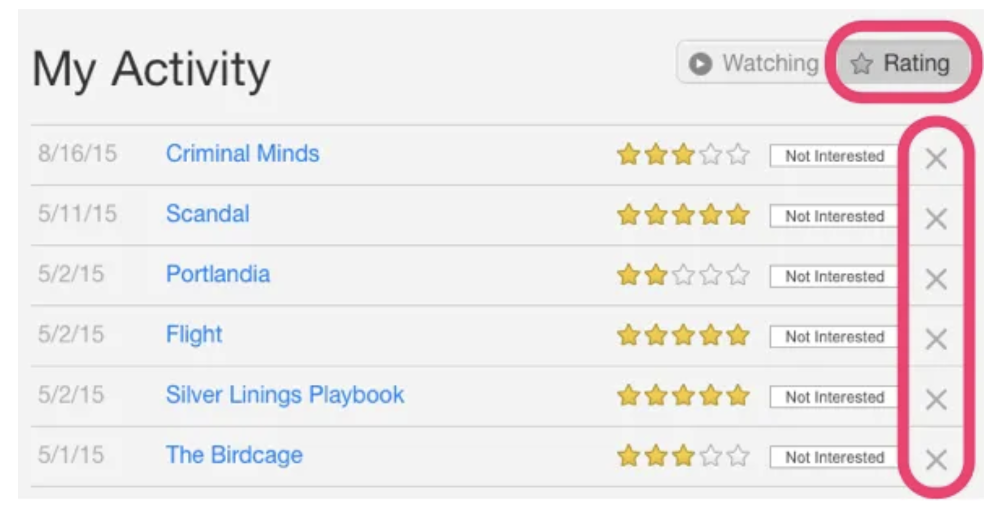 My Activity
Watching
Rating
8/16/15 Criminal Minds Not Interested
5/11/15 Scandal Not Interested
5/2/15 Portlandia Not Interested
5/2/15 Flight Not Interested
5/2/15 Silver Linings Playbook Not Interested
5/1/15 The Birdcage Not Interested